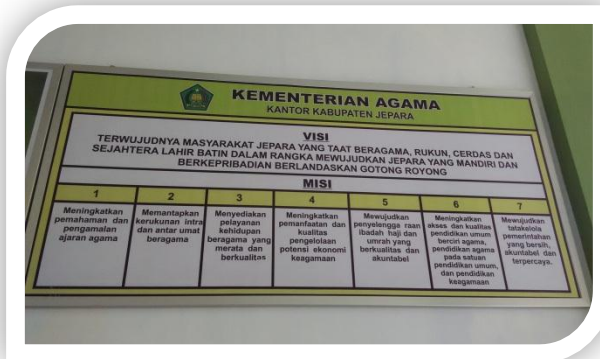 KEMENTERIAN AGAMA
KANTOR KABUPATEN JEPARA
VISI
TERWUJUDNYA MASYARAKAT JEPARA YANG TAAT BERAGAMA, RUKUN, CERDAS DAN
SEJAHTERA LAHIR BATIN DALAM RANGKA MEWUJUDKAN JEPARA YANG MANDIRI DAN
BERKEPRIBADIAN BERLANDASKAN GOTONG ROYONG
MISI
1
Meningkatkan
pemahaman dan
pengamalan
ajaran agama
2
Memantapkan
kerukunan intra
dan antar umat
beragama
3
Menyediakan
pelayanan
kehidupan
beragama yang
merata dan
berkualitas
4
Meningkatkan
pemanfaatan dan
kualitas
pengelolaan
potensi ekonomi
keagamaan
5
Mewujudkan
penyelengga raan
ibadah haji dan
umrah yang
berkualitas dan
akuntabel
6
Meningkatkan
akses dan kualitas
pendidikan umum
berciri agama,
pendidikan agama
pada satuan
pendidikan umum,
dan pendidikan
keagamaan
7
Mewujudkan
tatakelola
pemerintahan
yang bersih,
akuntabel dan
terpercaya.